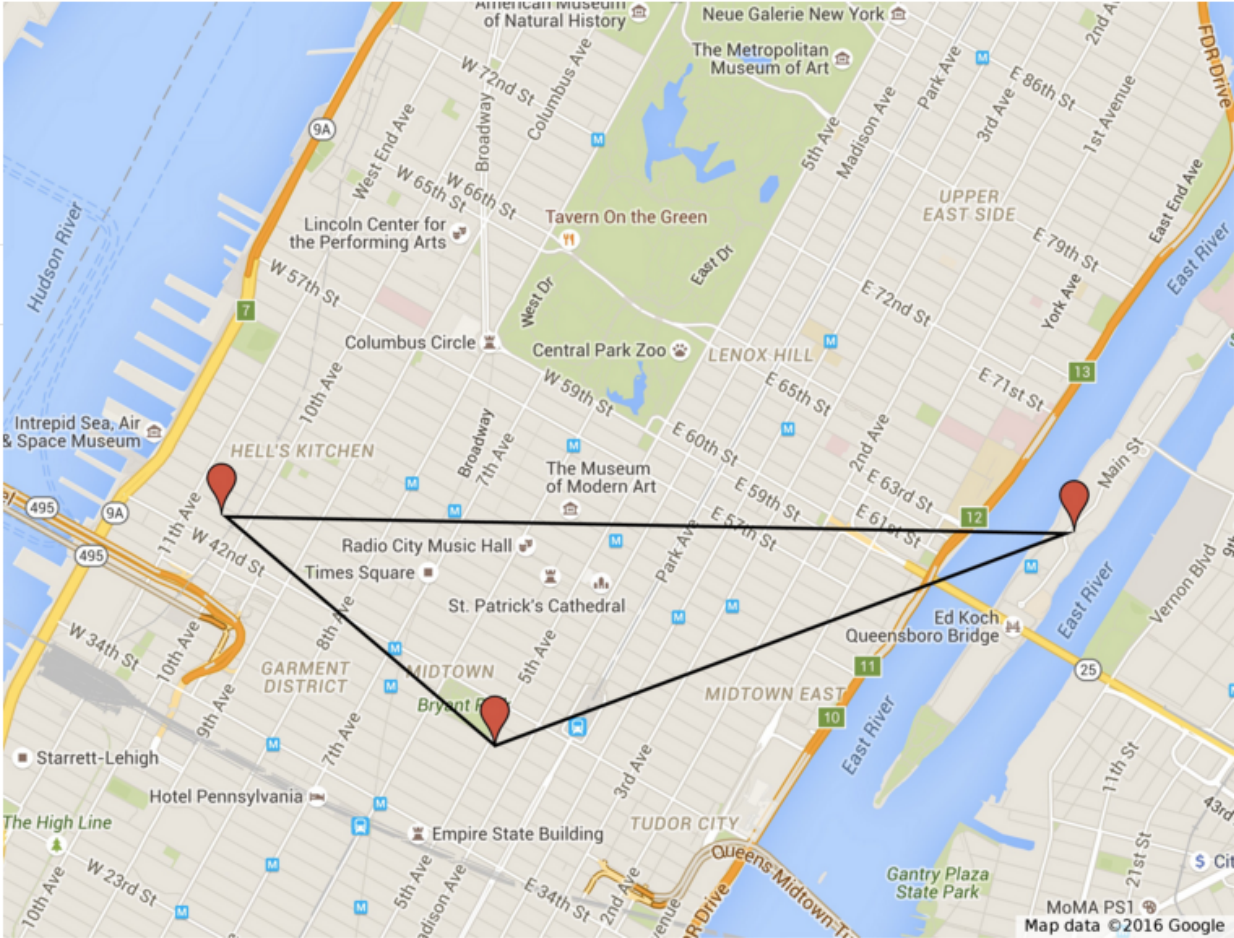 American Museum
of Natural History
Neue Galerie New York
2nd Ave
FDR Drive
The Metropolitan
Museum of Art
W 72nd St
Columbus Ave
Broadway
Park Ave
E 86th St
3rd Ave
1st Avenue
9A
West End Ave
5th Ave
Madison Ave
W 65th St
W 66th St
UPPER
EAST SIDE
East End Ave
Tavern On the Green
Lincoln Center for
the Performing Arts
Hudson River
E 79th St
East River
East Dr
W 57th St
West Dr
E 72nd St
York Ave
7
Columbus Circle
Central Park Zoo
LENOX HILL
13
10th Ave
W 59th St
E 65th St
E 71st St
Intrepid Sea, Air
& Space Museum
HELL'S KITCHEN
Broadway
7th Ave
E 60th St
2nd Ave
Main St
The Museum
of Modern Art
E 59th St
E 63rd St
495
9A
11th Ave
E 57th St
E 61st St
12
W 42nd St
Radio City Music Hall
Park Ave
495
Times Square
St. Patrick's Cathedral
East River
Vernon Blvd
9th
8th Ave
Ed Koch
Queensboro Bridge
W 34th St
10th Ave
GARMENT
DISTRICT
MIDTOWN
5th Ave
11
25
MIDTOWN EAST
9th Ave
Bryant
10
East River
7th Ave
Starrett-Lehigh
3rd Ave
11th St
Hotel Pennsylvania
43rd
The High Line
Empire State Building
TUDOR CITY
Queens Midtown
W 23rd St
10th Ave
5th Ave
E 34th St
2nd Ave
Gantry Plaza
State Park
21st St
MoMA PS1
Map data ©2016 Google